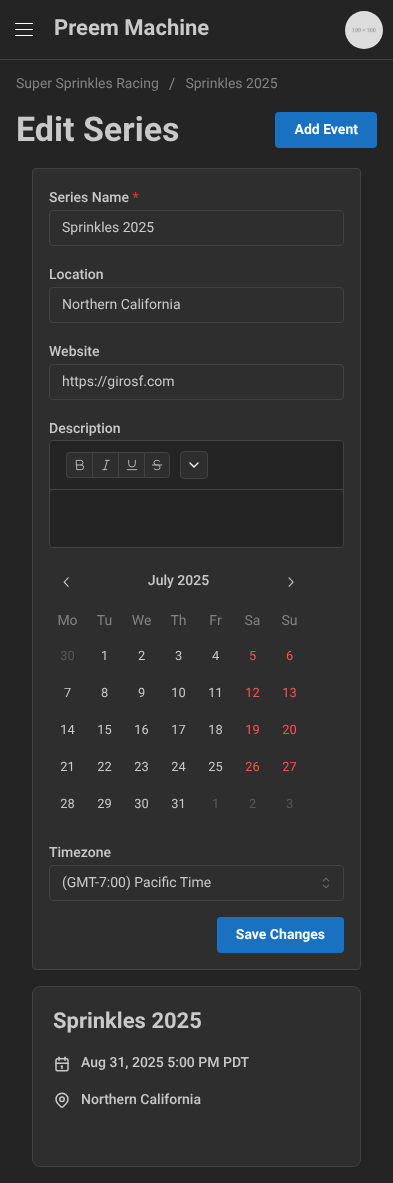 Preem Machine
100 × 100
Super Sprinkles Racing / Sprinkles 2025
Edit Series
Add Event
Series Name *
Sprinkles 2025
Location
Northern California
Website
https://girosf.com
Description
B I U S
July 2025
Mo Tu We Th Fr Sa Su
30 1 2 3 4 5 6
7 8 9 10 11 12 13
14 15 16 17 18 19 20
21 22 23 24 25 26 27
28 29 30 31 1 2 3
Timezone
(GMT-7:00) Pacific Time
Save Changes
Sprinkles 2025
Aug 31, 2025 5:00 PM PDT
Northern California